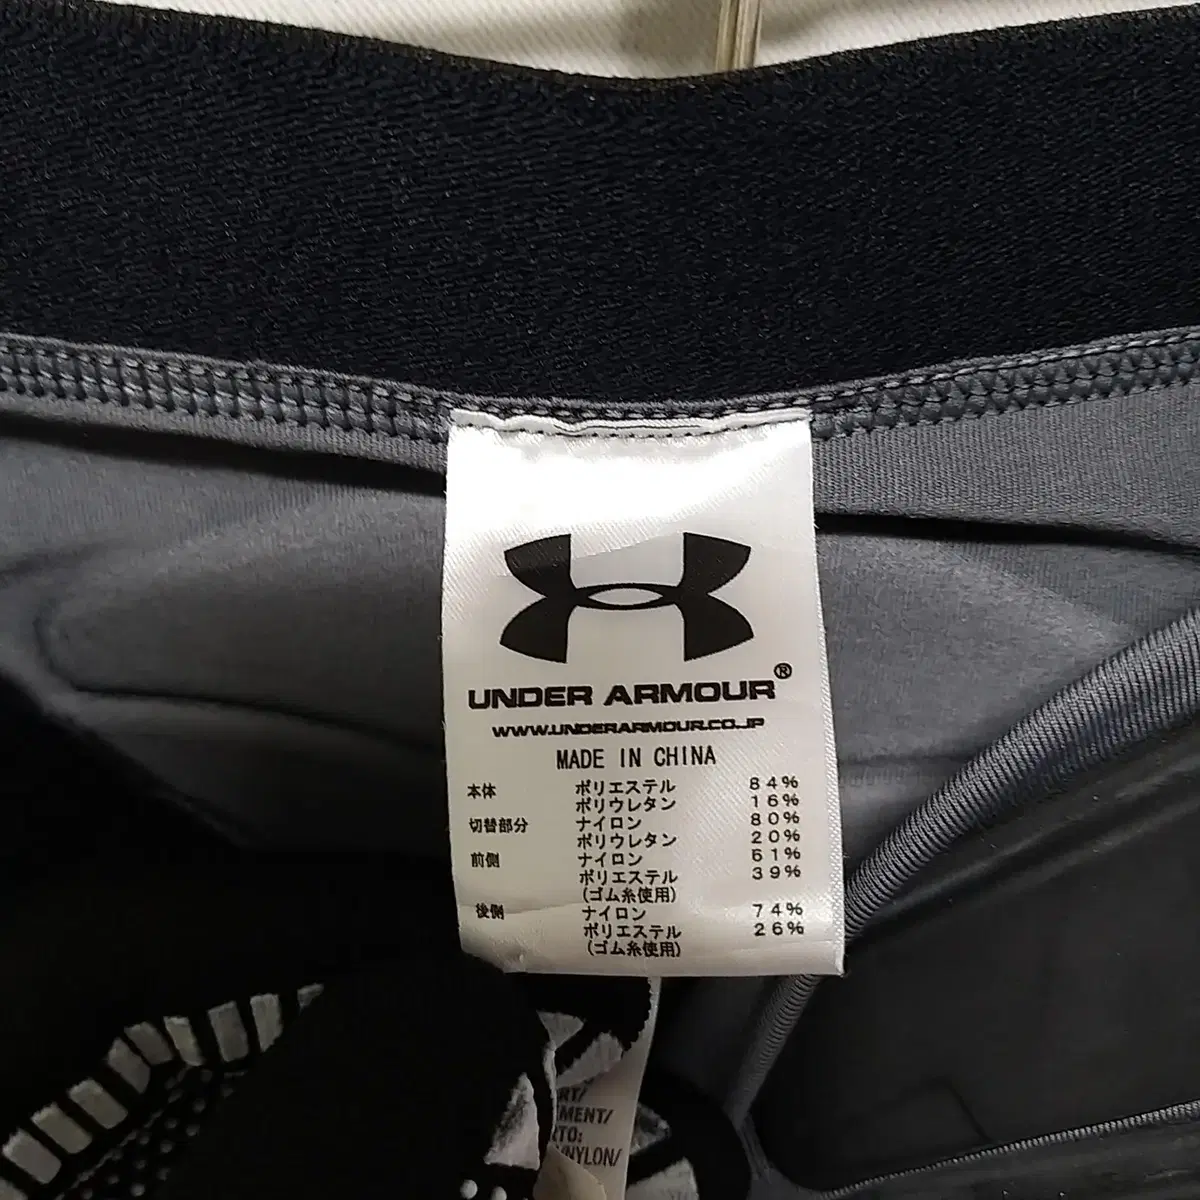 UNDER ARMOUR®
WWW.UNDERARMOUR.CO.JP
MADE IN CHINA
本体 ポリエステル 84%
ポリウレタン 16%
切替部分 ナイロン 80%
ポリウレタン 20%
前側 ナイロン 61%
ポリエステル 39%
(ゴム糸使用)
後側 ナイロン 74%
ポリエステル 26%
(ゴム糸使用)
RT/
EMENT/
RTO:
/NYLON/